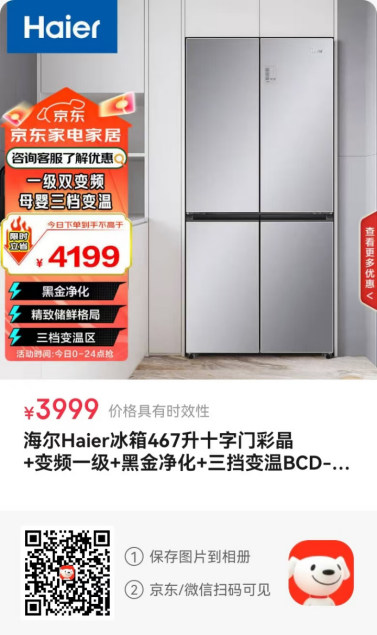 Haier
京东
京东家电家居
咨询客服了解优惠
一级双变频
母婴三档变温
限时立省
今日下单到手不高于
¥4199
黑金净化
精致储鲜格局
三档变温区
活动时间:今日0-24点抢
查看更多优惠<
¥3999 价格具有时效性
海尔Haier冰箱467升十字门彩晶
+变频一级+黑金净化+三挡变温BCD-...
① 保存图片到相册
② 京东/微信扫码可见